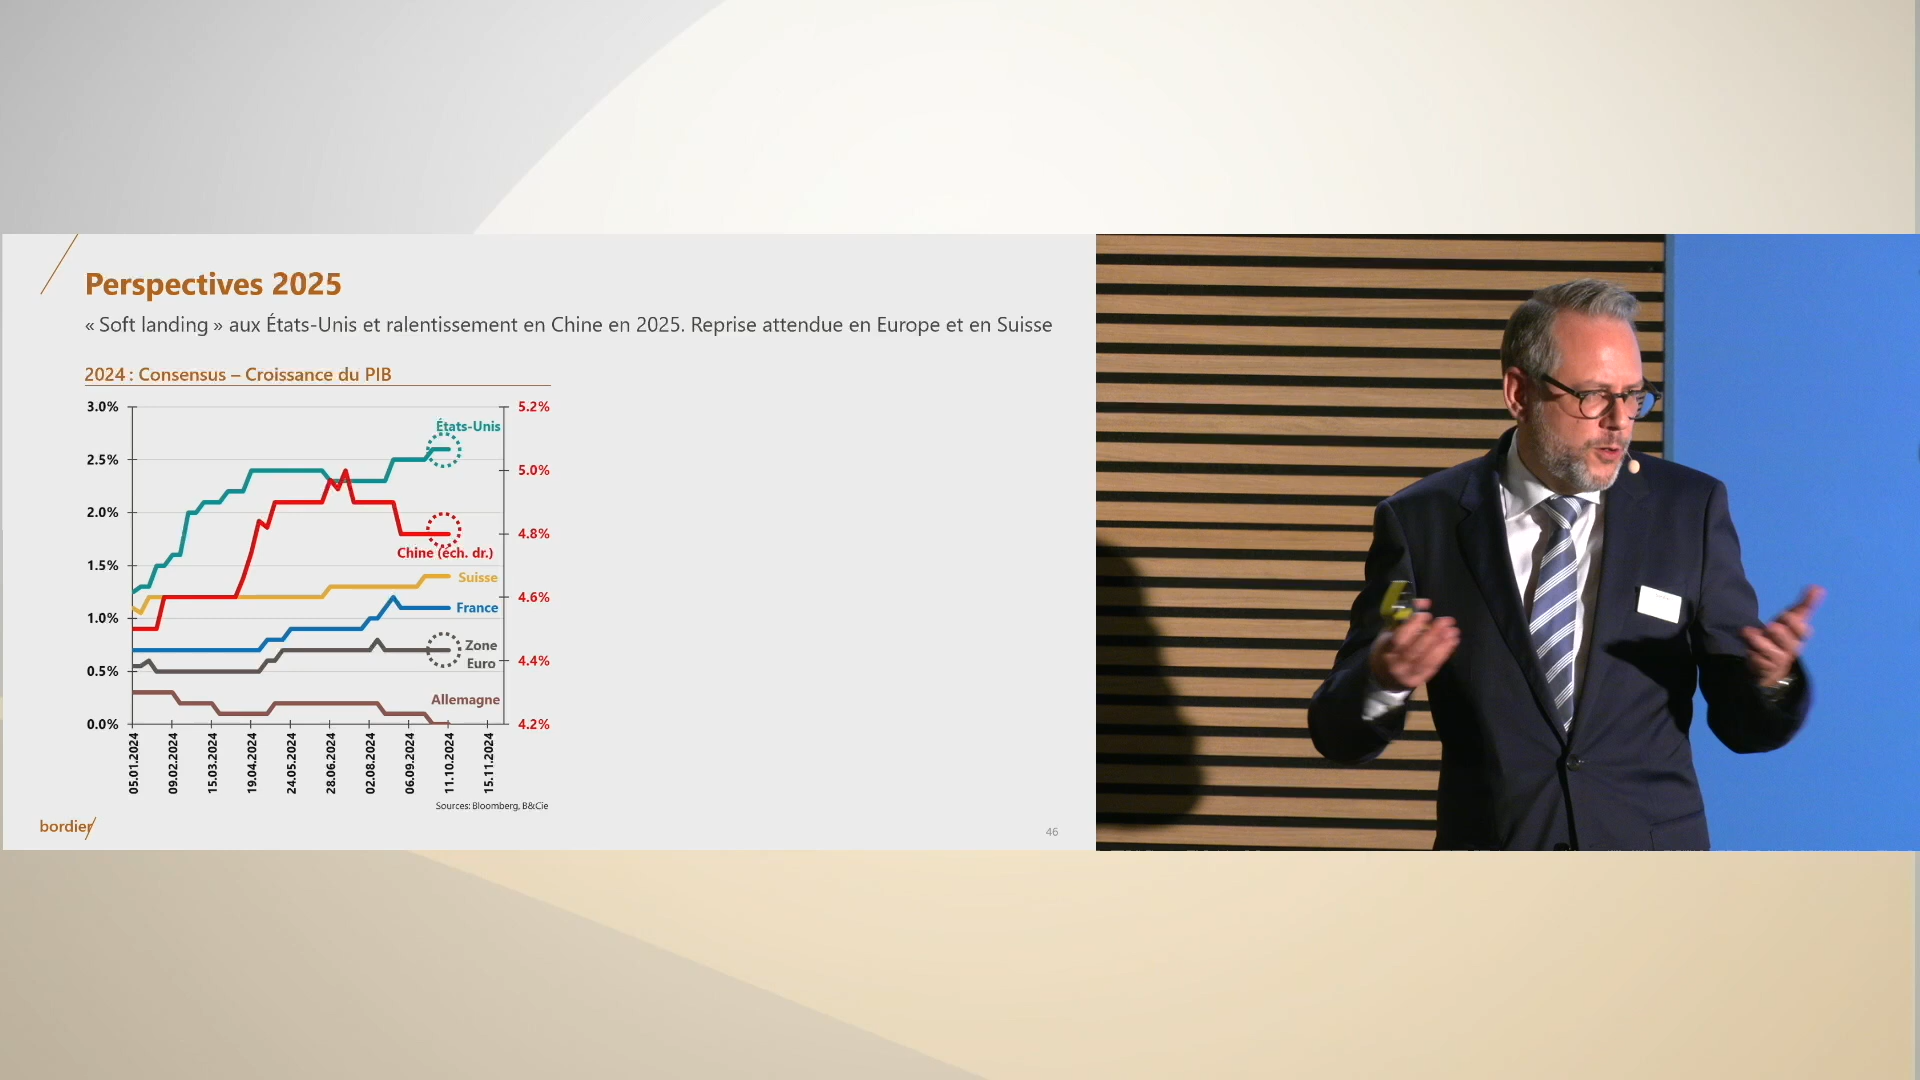 Perspectives 2025
« Soft landing » aux États-Unis et ralentissement en Chine en 2025. Reprise attendue en Europe et en Suisse
2024 : Consensus – Croissance du PIB
3.0%
2.5%
2.0%
1.5%
1.0%
0.5%
0.0%
États-Unis
Chine (éch. dr.)
Suisse
France
Zone
Euro
Allemagne
5.2%
5.0%
4.8%
4.6%
4.4%
4.2%
05.01.2024
09.02.2024
15.03.2024
19.04.2024
24.05.2024
28.06.2024
02.08.2024
06.09.2024
11.10.2024
15.11.2024
Sources: Bloomberg, B&Cie
bordier
46